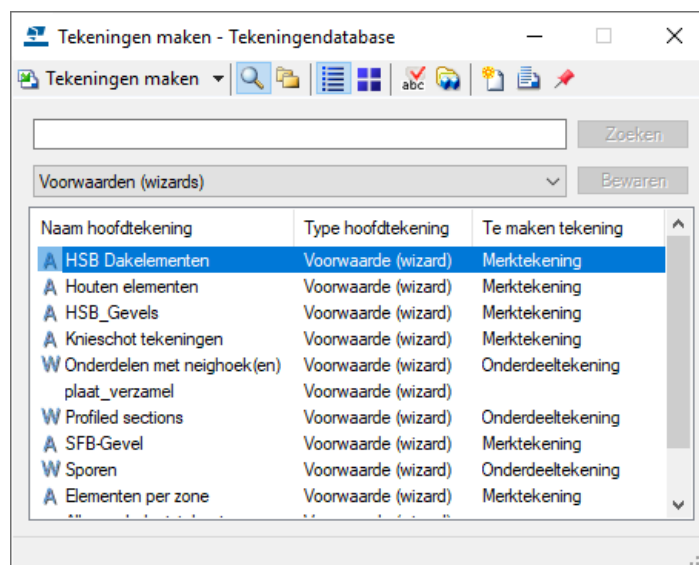 Tekeningen maken - Tekeningendatabase
Tekeningen maken
abc
Zoeken
Voorwaarden (wizards)
Bewaren
Naam hoofdtekening Type hoofdtekening Te maken tekening
A HSB Dakelementen Voorwaarde (wizard) Merktekening
A Houten elementen Voorwaarde (wizard) Merktekening
A HSB_Gevels Voorwaarde (wizard) Merktekening
A Knieschot tekeningen Voorwaarde (wizard) Merktekening
W Onderdelen met neighoek(en) Voorwaarde (wizard) Onderdeeltekening
plaat_verzamel Voorwaarde (wizard)
W Profiled sections Voorwaarde (wizard) Onderdeeltekening
A SFB-Gevel Voorwaarde (wizard) Merktekening
W Sporen Voorwaarde (wizard) Onderdeeltekening
A Elementen per zone Voorwaarde (wizard) Merktekening